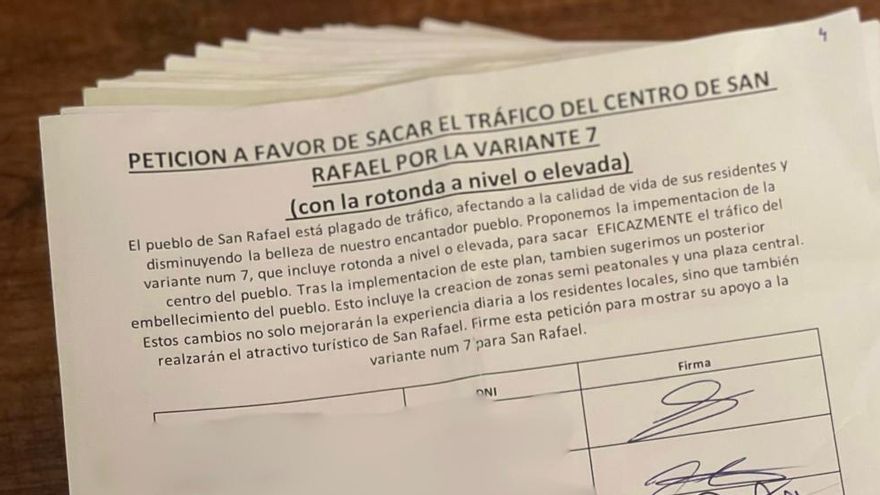 4
PETICION A FAVOR DE SACAR EL TRÁFICO DEL CENTRO DE SAN
RAFAEL POR LA VARIANTE 7
(con la rotonda a nivel o elevada)
El pueblo de San Rafael está plagado de tráfico, afectando a la calidad de vida de sus residentes y
disminuyendo la belleza de nuestro encantador pueblo. Proponemos la impementacion de la
variante num 7, que incluye rotonda a nivel o elevada, para sacar EFICAZMENTE el tráfico del
centro del pueblo. Tras la implementacion de este plan, tambien sugerimos un posterior
embellecimiento del pueblo. Esto incluye la creacion de zonas semi peatonales y una plaza central.
Estos cambios no solo mejorarán la experiencia diaria a los residentes locales, sino que también
realzarán el atractivo turístico de San Rafael. Firme esta petición para mostrar su apoyo a la
variante num 7 para San Rafael.
DNI Firma